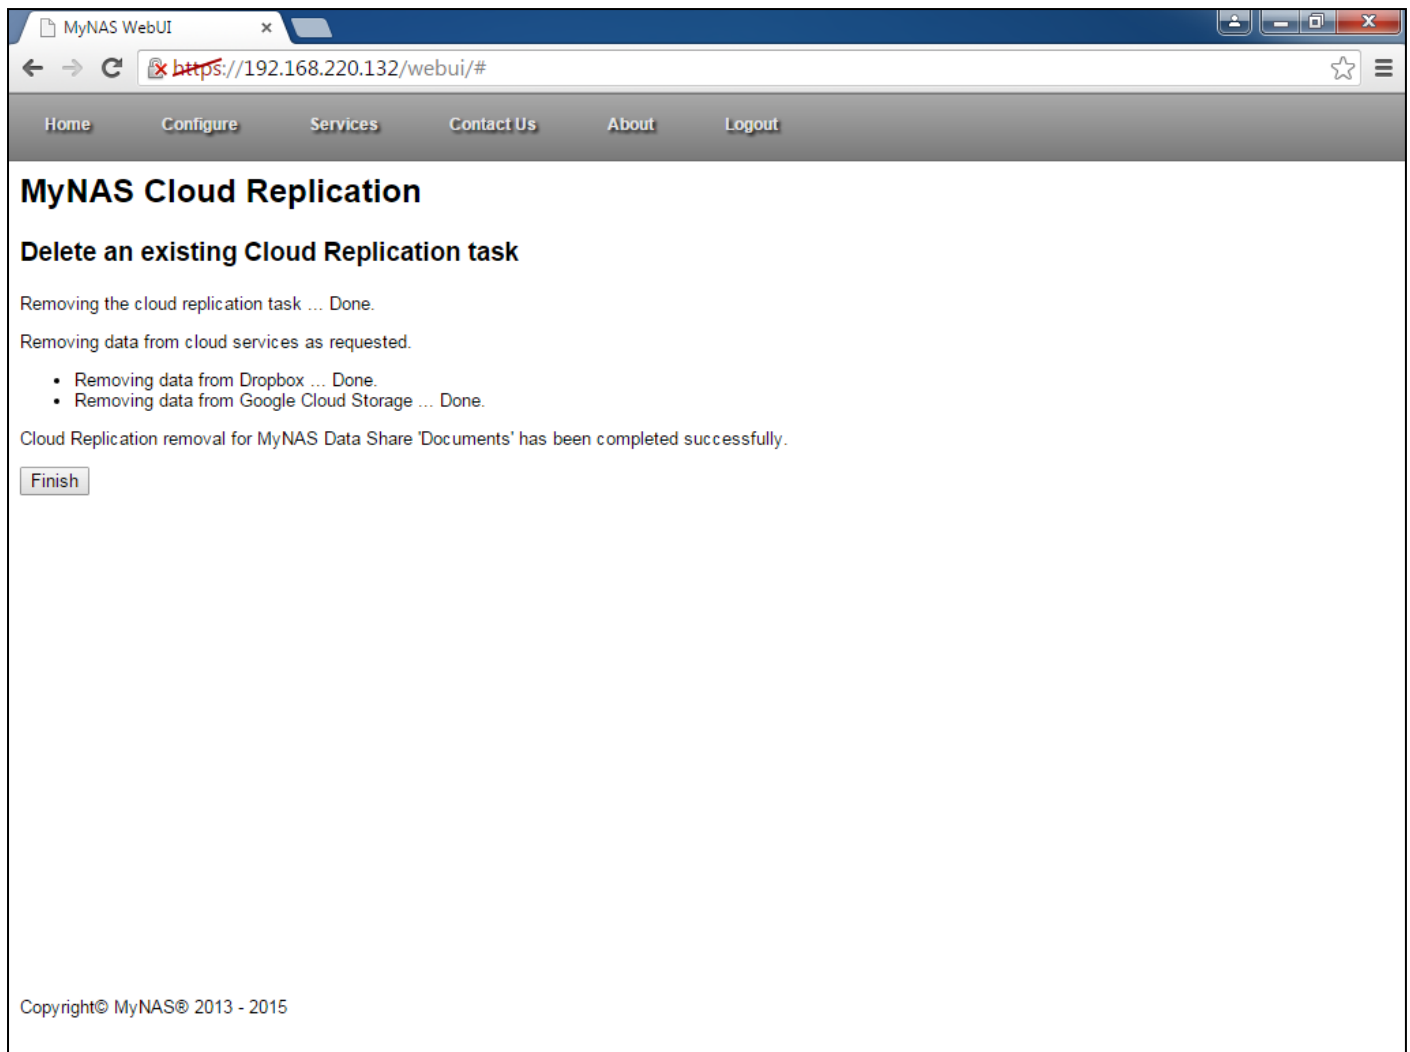 MyNAS WebUI
https://192.168.220.132/webui/#
Home Configure Services Contact Us About Logout
MyNAS Cloud Replication
Delete an existing Cloud Replication task
Removing the cloud replication task ... Done.
Removing data from cloud services as requested.
• Removing data from Dropbox ... Done.
• Removing data from Google Cloud Storage ... Done.
Cloud Replication removal for MyNAS Data Share 'Documents' has been completed successfully.
Finish
Copyright© MyNAS® 2013 - 2015